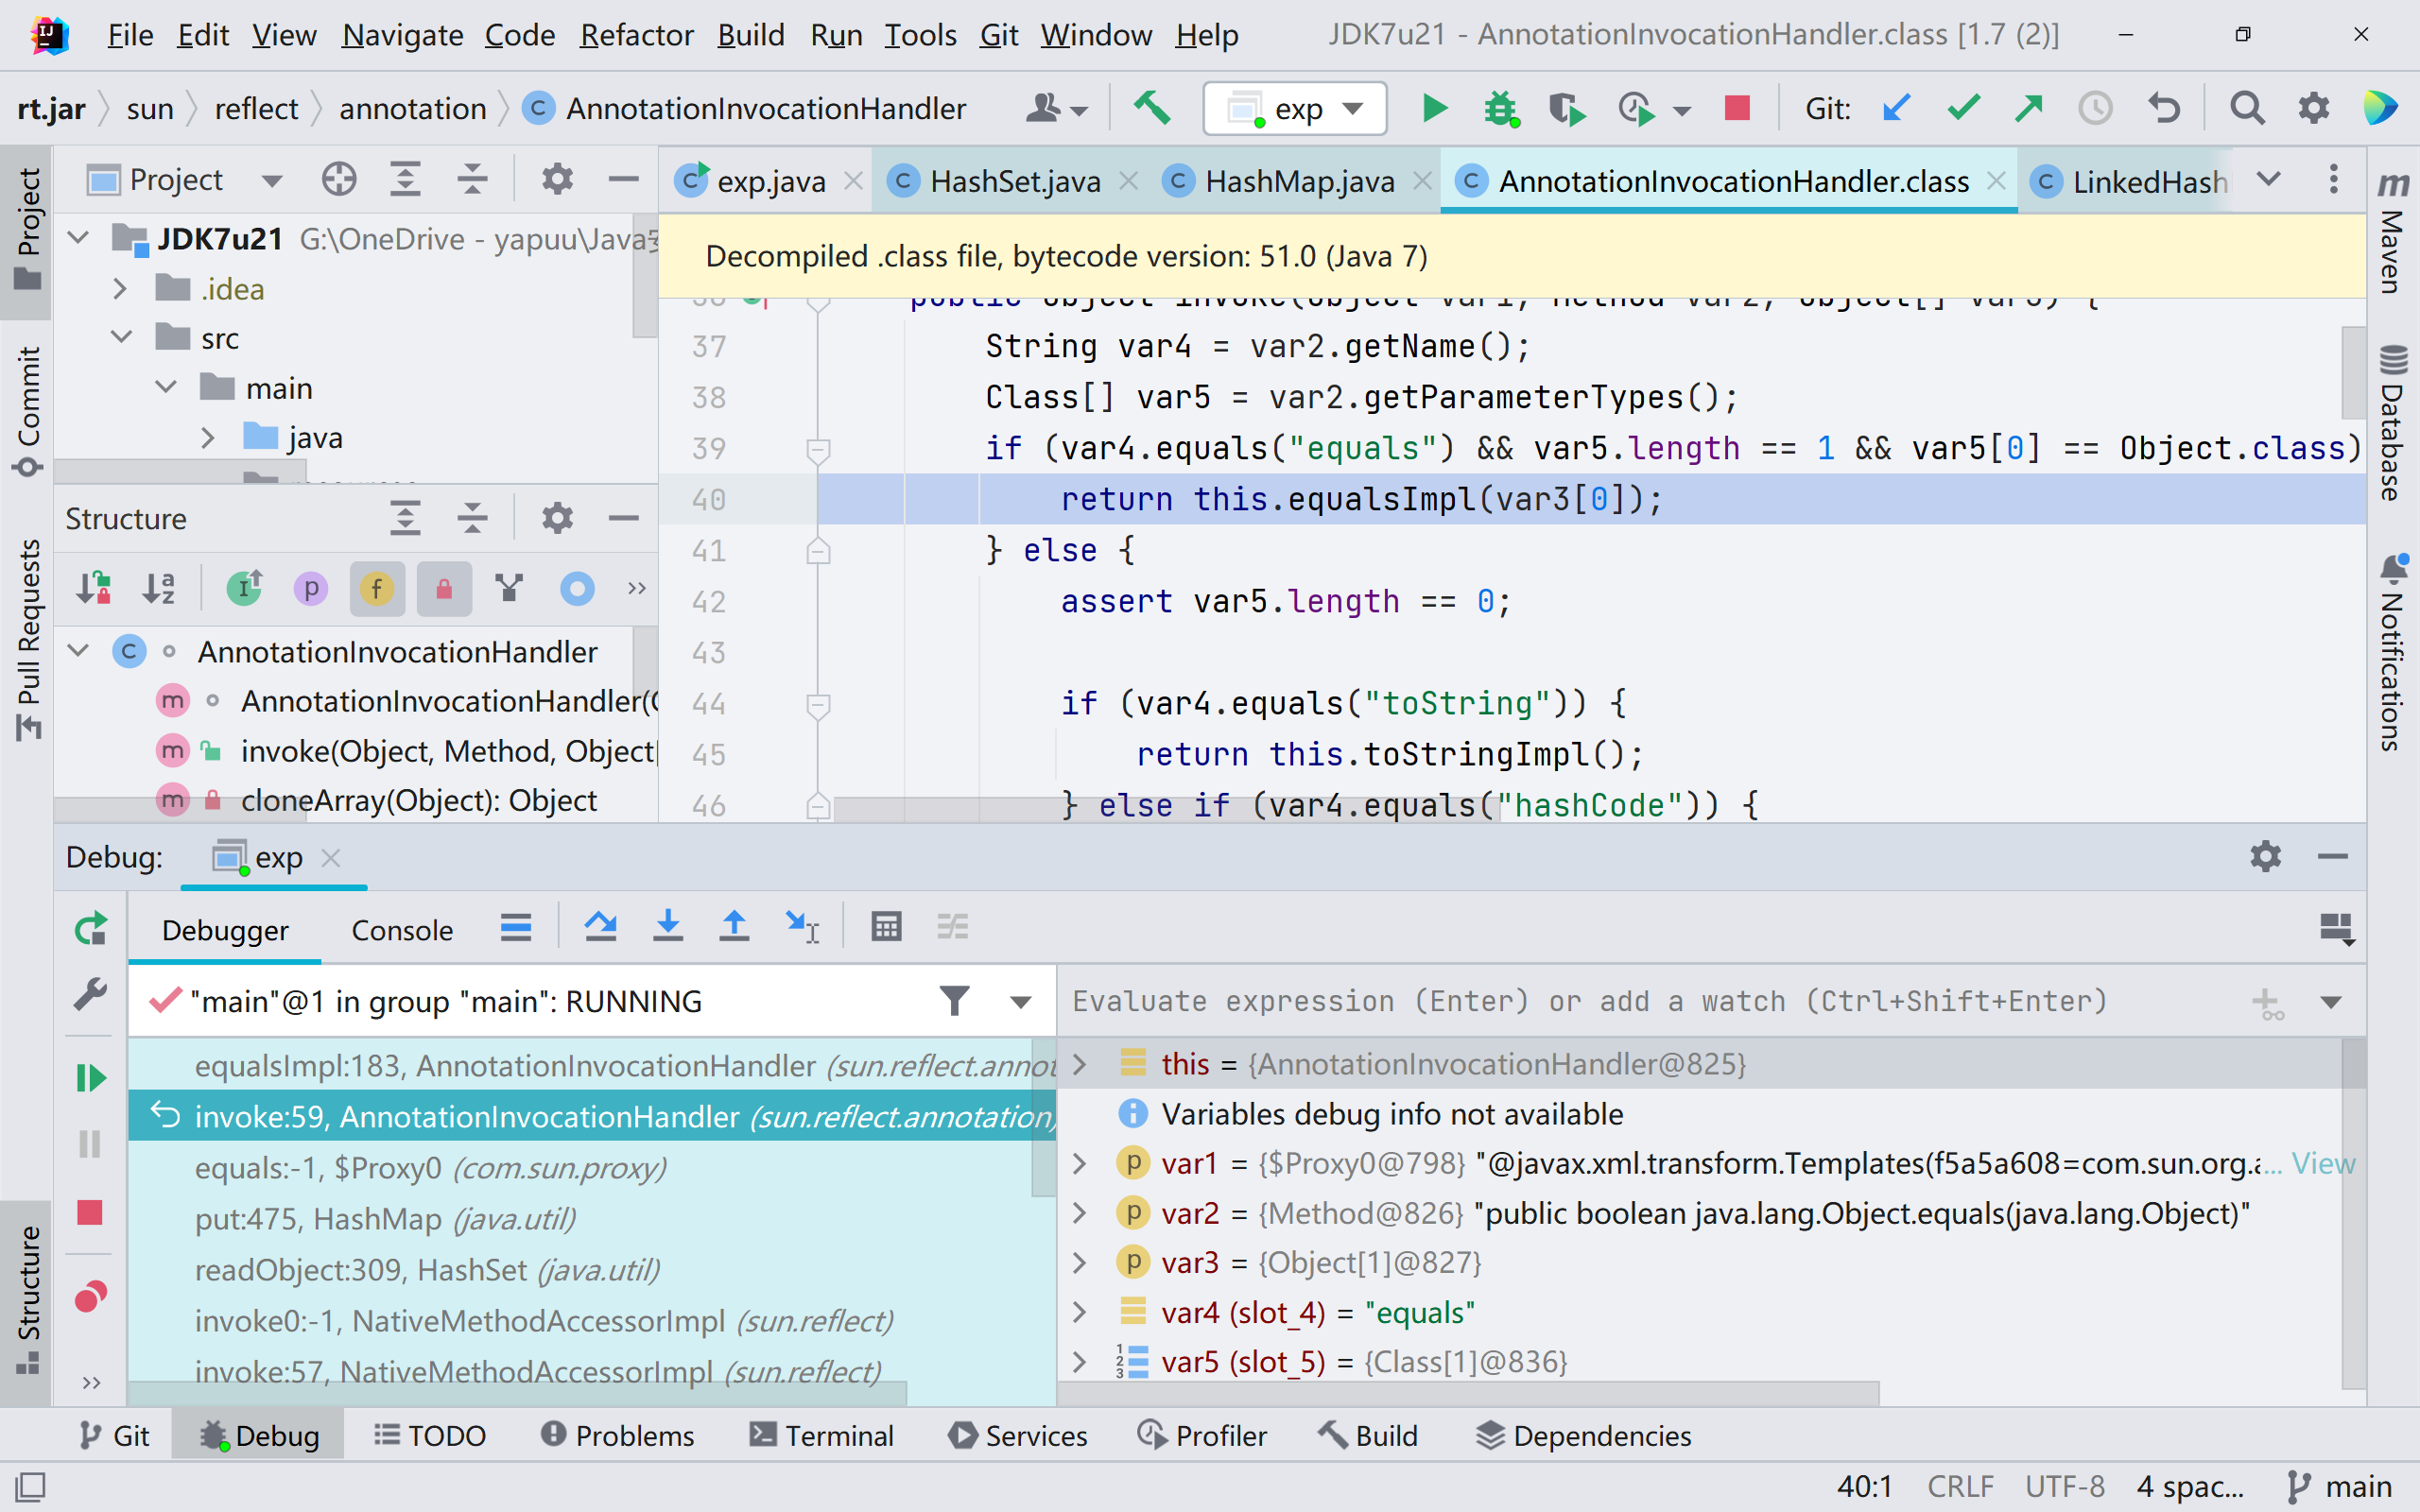 File Edit View Navigate Code Refactor Build Run Tools Git Window Help JDK7u21 - AnnotationInvocationHandler.class [1.7 (2)]
rt.jar sun reflect annotation AnnotationInvocationHandler exp Git:
Project
exp.java HashSet.java HashMap.java AnnotationInvocationHandler.class LinkedHash
JDK7u21 G:\OneDrive - yapuu\Java
.idea
src
main
java
Decompiled .class file, bytecode version: 51.0 (Java 7)
public Object invoke(Object var1, Method var2, Object[] var3) {
37 String var4 = var2.getName();
38 Class[] var5 = var2.getParameterTypes();
39 if (var4.equals("equals") && var5.length == 1 && var5[0] == Object.class)
40 return this.equalsImpl(var3[0]);
41 } else {
42 assert var5.length == 0;
43
44 if (var4.equals("toString")) {
45 return this.toStringImpl();
46 } else if (var4.equals("hashCode")) {
Structure
AnnotationInvocationHandler
AnnotationInvocationHandler(
invoke(Object, Method, Object[
cloneArray(Object): Object
Project
Commit
Pull Requests
Structure
Maven
Database
Notifications
Debug: exp
Debugger Console
"main"@1 in group "main": RUNNING
Evaluate expression (Enter) or add a watch (Ctrl+Shift+Enter)
equalsImpl:183, AnnotationInvocationHandler (sun.reflect.annot
invoke:59, AnnotationInvocationHandler (sun.reflect.annotation)
equals:-1, $Proxy0 (com.sun.proxy)
put:475, HashMap (java.util)
readObject:309, HashSet (java.util)
invoke0:-1, NativeMethodAccessorImpl (sun.reflect)
invoke:57, NativeMethodAccessorImpl (sun.reflect)
this = {AnnotationInvocationHandler@825}
Variables debug info not available
var1 = {$Proxy0@798} "@javax.xml.transform.Templates(f5a5a608=com.sun.org.a... View
var2 = {Method@826} "public boolean java.lang.Object.equals(java.lang.Object)"
var3 = {Object[1]@827}
var4 (slot_4) = "equals"
var5 (slot_5) = {Class[1]@836}
Git Debug TODO Problems Terminal Services Profiler Build Dependencies
40:1 CRLF UTF-8 4 spac... main